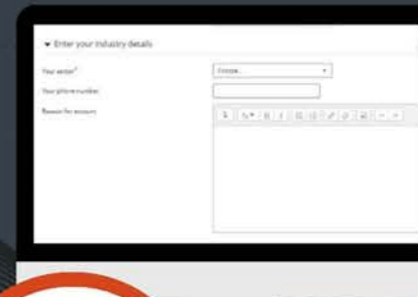 Enter your industry details
Your sector*
Choose...
Your phone number
Reason for account
B I